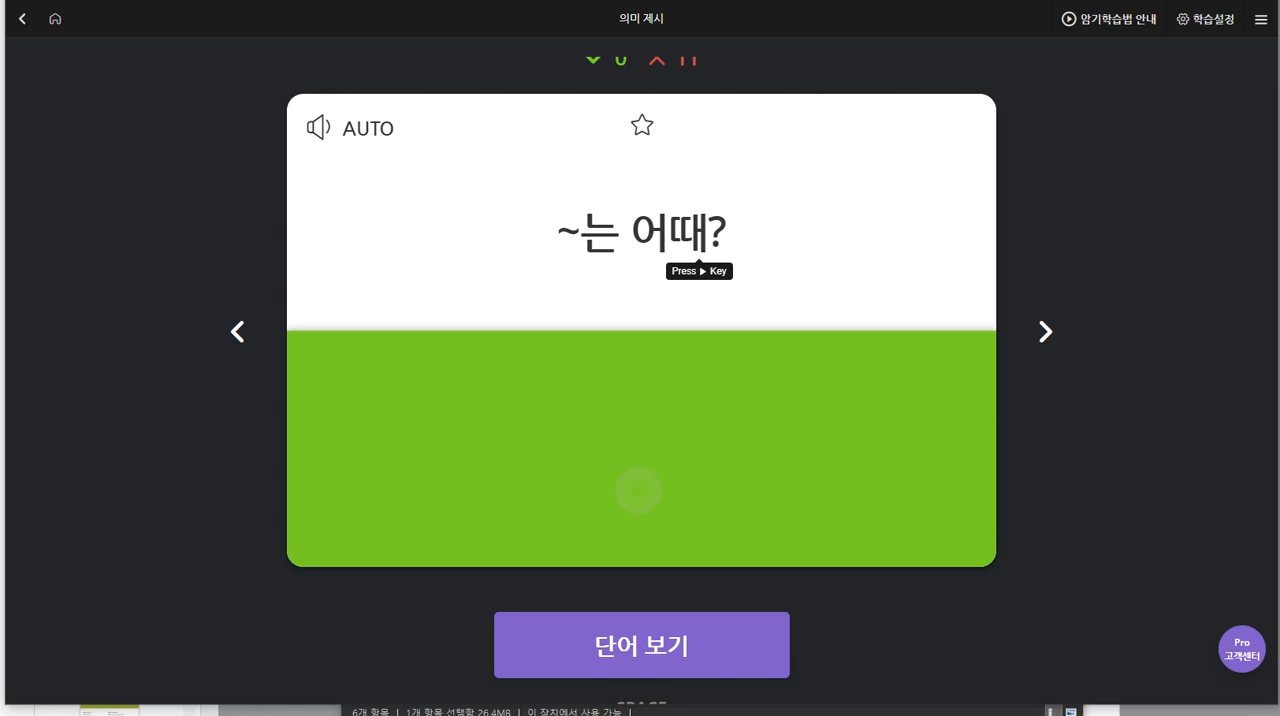 의미 제시
암기학습법 안내
학습설정
AUTO
~는 어때?
Press ▶ Key
단어 보기
Pro
고객센터
6개 항목 | 1개 항목 선택함 26.4MB | 이 장치에서 사용 가능 |